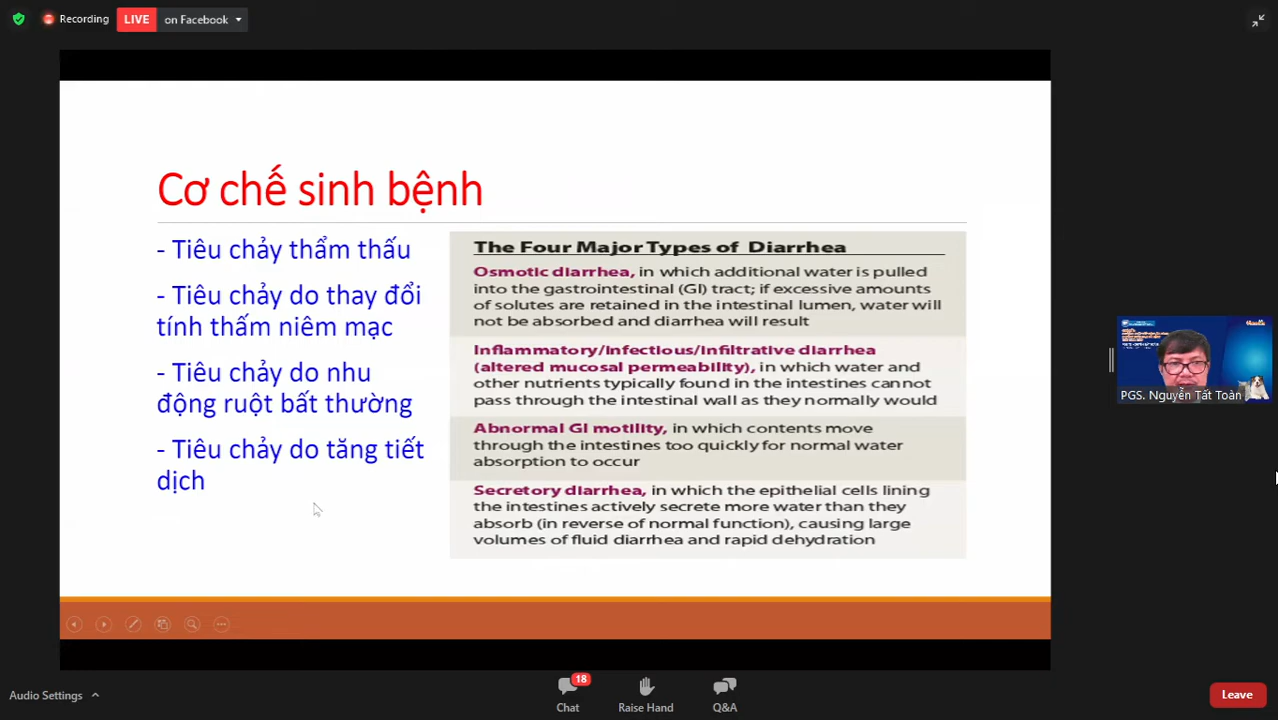 Recording
LIVE
on Facebook
Cơ chế sinh bệnh
- Tiêu chảy thẩm thấu
- Tiêu chảy do thay đổi
tính thấm niêm mạc
- Tiêu chảy do nhu
động ruột bất thường
- Tiêu chảy do tăng tiết
dịch
The Four Major Types of Diarrhea
Osmotic diarrhea, in which additional water is pulled
into the gastrointestinal (GI) tract; if excessive amounts
of solutes are retained in the intestinal lumen, water will
not be absorbed and diarrhea will result
Inflammatory/Infectious/Infiltrative diarrhea
(altered mucosal permeability), in which water and
other nutrients typically found in the intestines cannot
pass through the intestinal wall as they normally would
Abnormal GI motility, in which contents move
through the intestines too quickly for normal water
absorption to occur
Secretory diarrhea, in which the epithelial cells lining
the intestines actively secrete more water than they
absorb (in reverse of normal function), causing large
volumes of fluid diarrhea and rapid dehydration
PGS. Nguyễn Tất Toàn
Audio Settings
18
Chat
Raise Hand
Q&A
Leave